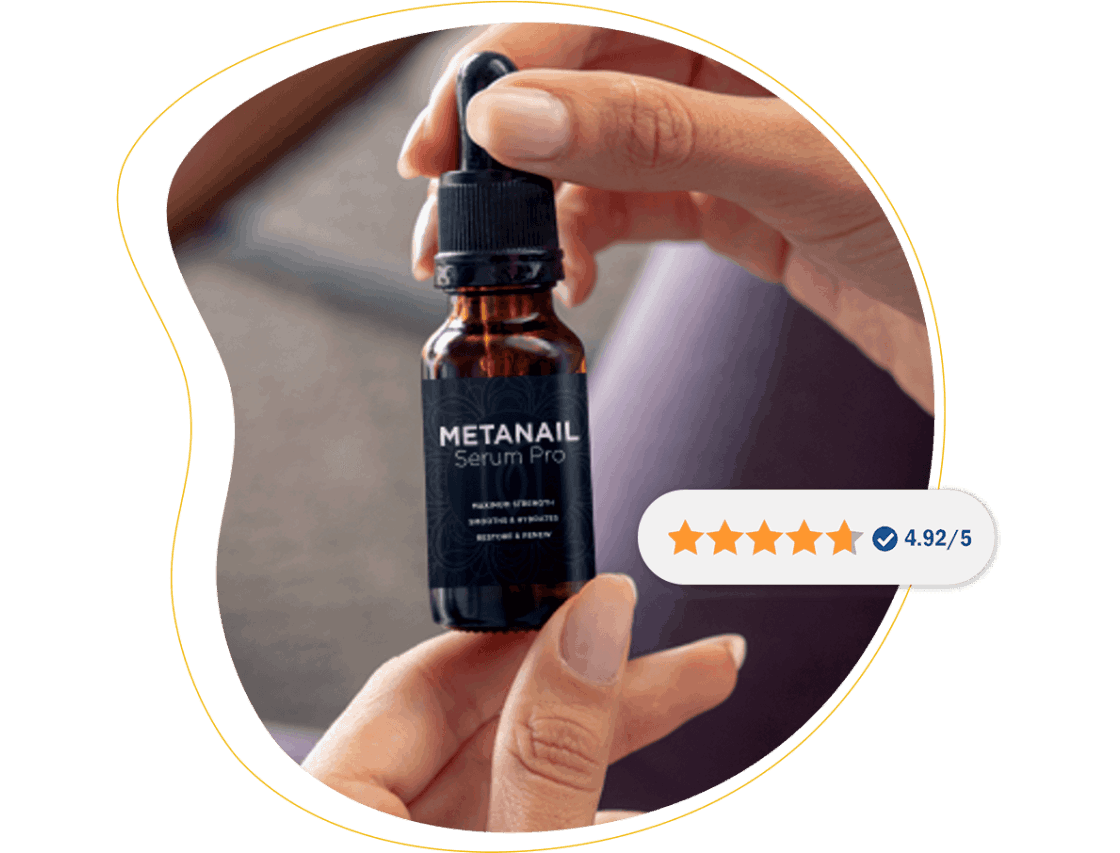 METANAIL
Serum Pro
MAXIMUM STRENGTH
SMOOTHS & HYDRATES
RESTORE & RENEW
4.92/5